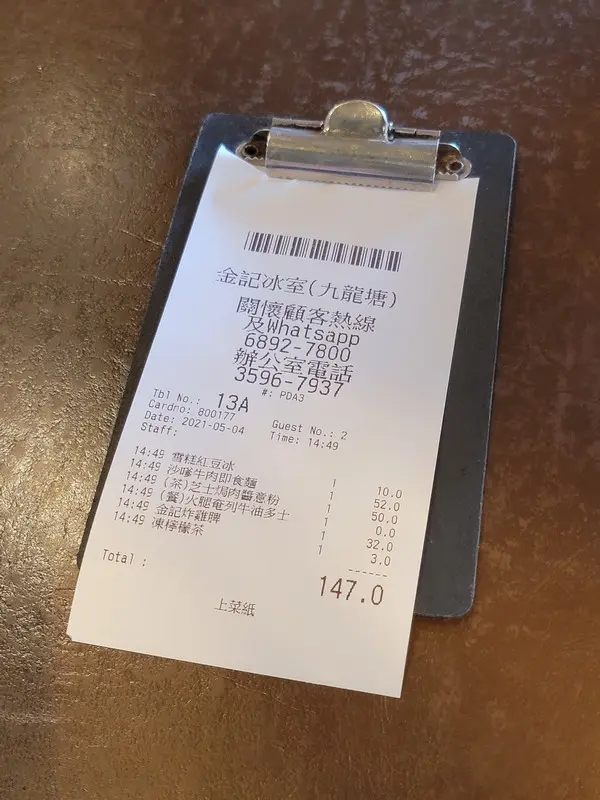 金記冰室(九龍塘)
關懷顧客熱線
及Whatsapp
6892-7800
辦公室電話
3596-7937
#: PDA3
Tbl No.: 13A
Cardno: 800177 Guest No.: 2
Date: 2021-05-04 Time: 14:49
Staff:
14:49 雪糕紅豆冰 1 10.0
14:49 沙嗲牛肉即食麵 1 52.0
14:49 (茶)芝士焗肉醬意粉 1 50.0
14:49 (餐)火腿奄列牛油多士 1 0.0
14:49 金記炸雞脾 1 32.0
14:49 凍檸檬茶 1 3.0
------
Total : 147.0
上菜紙